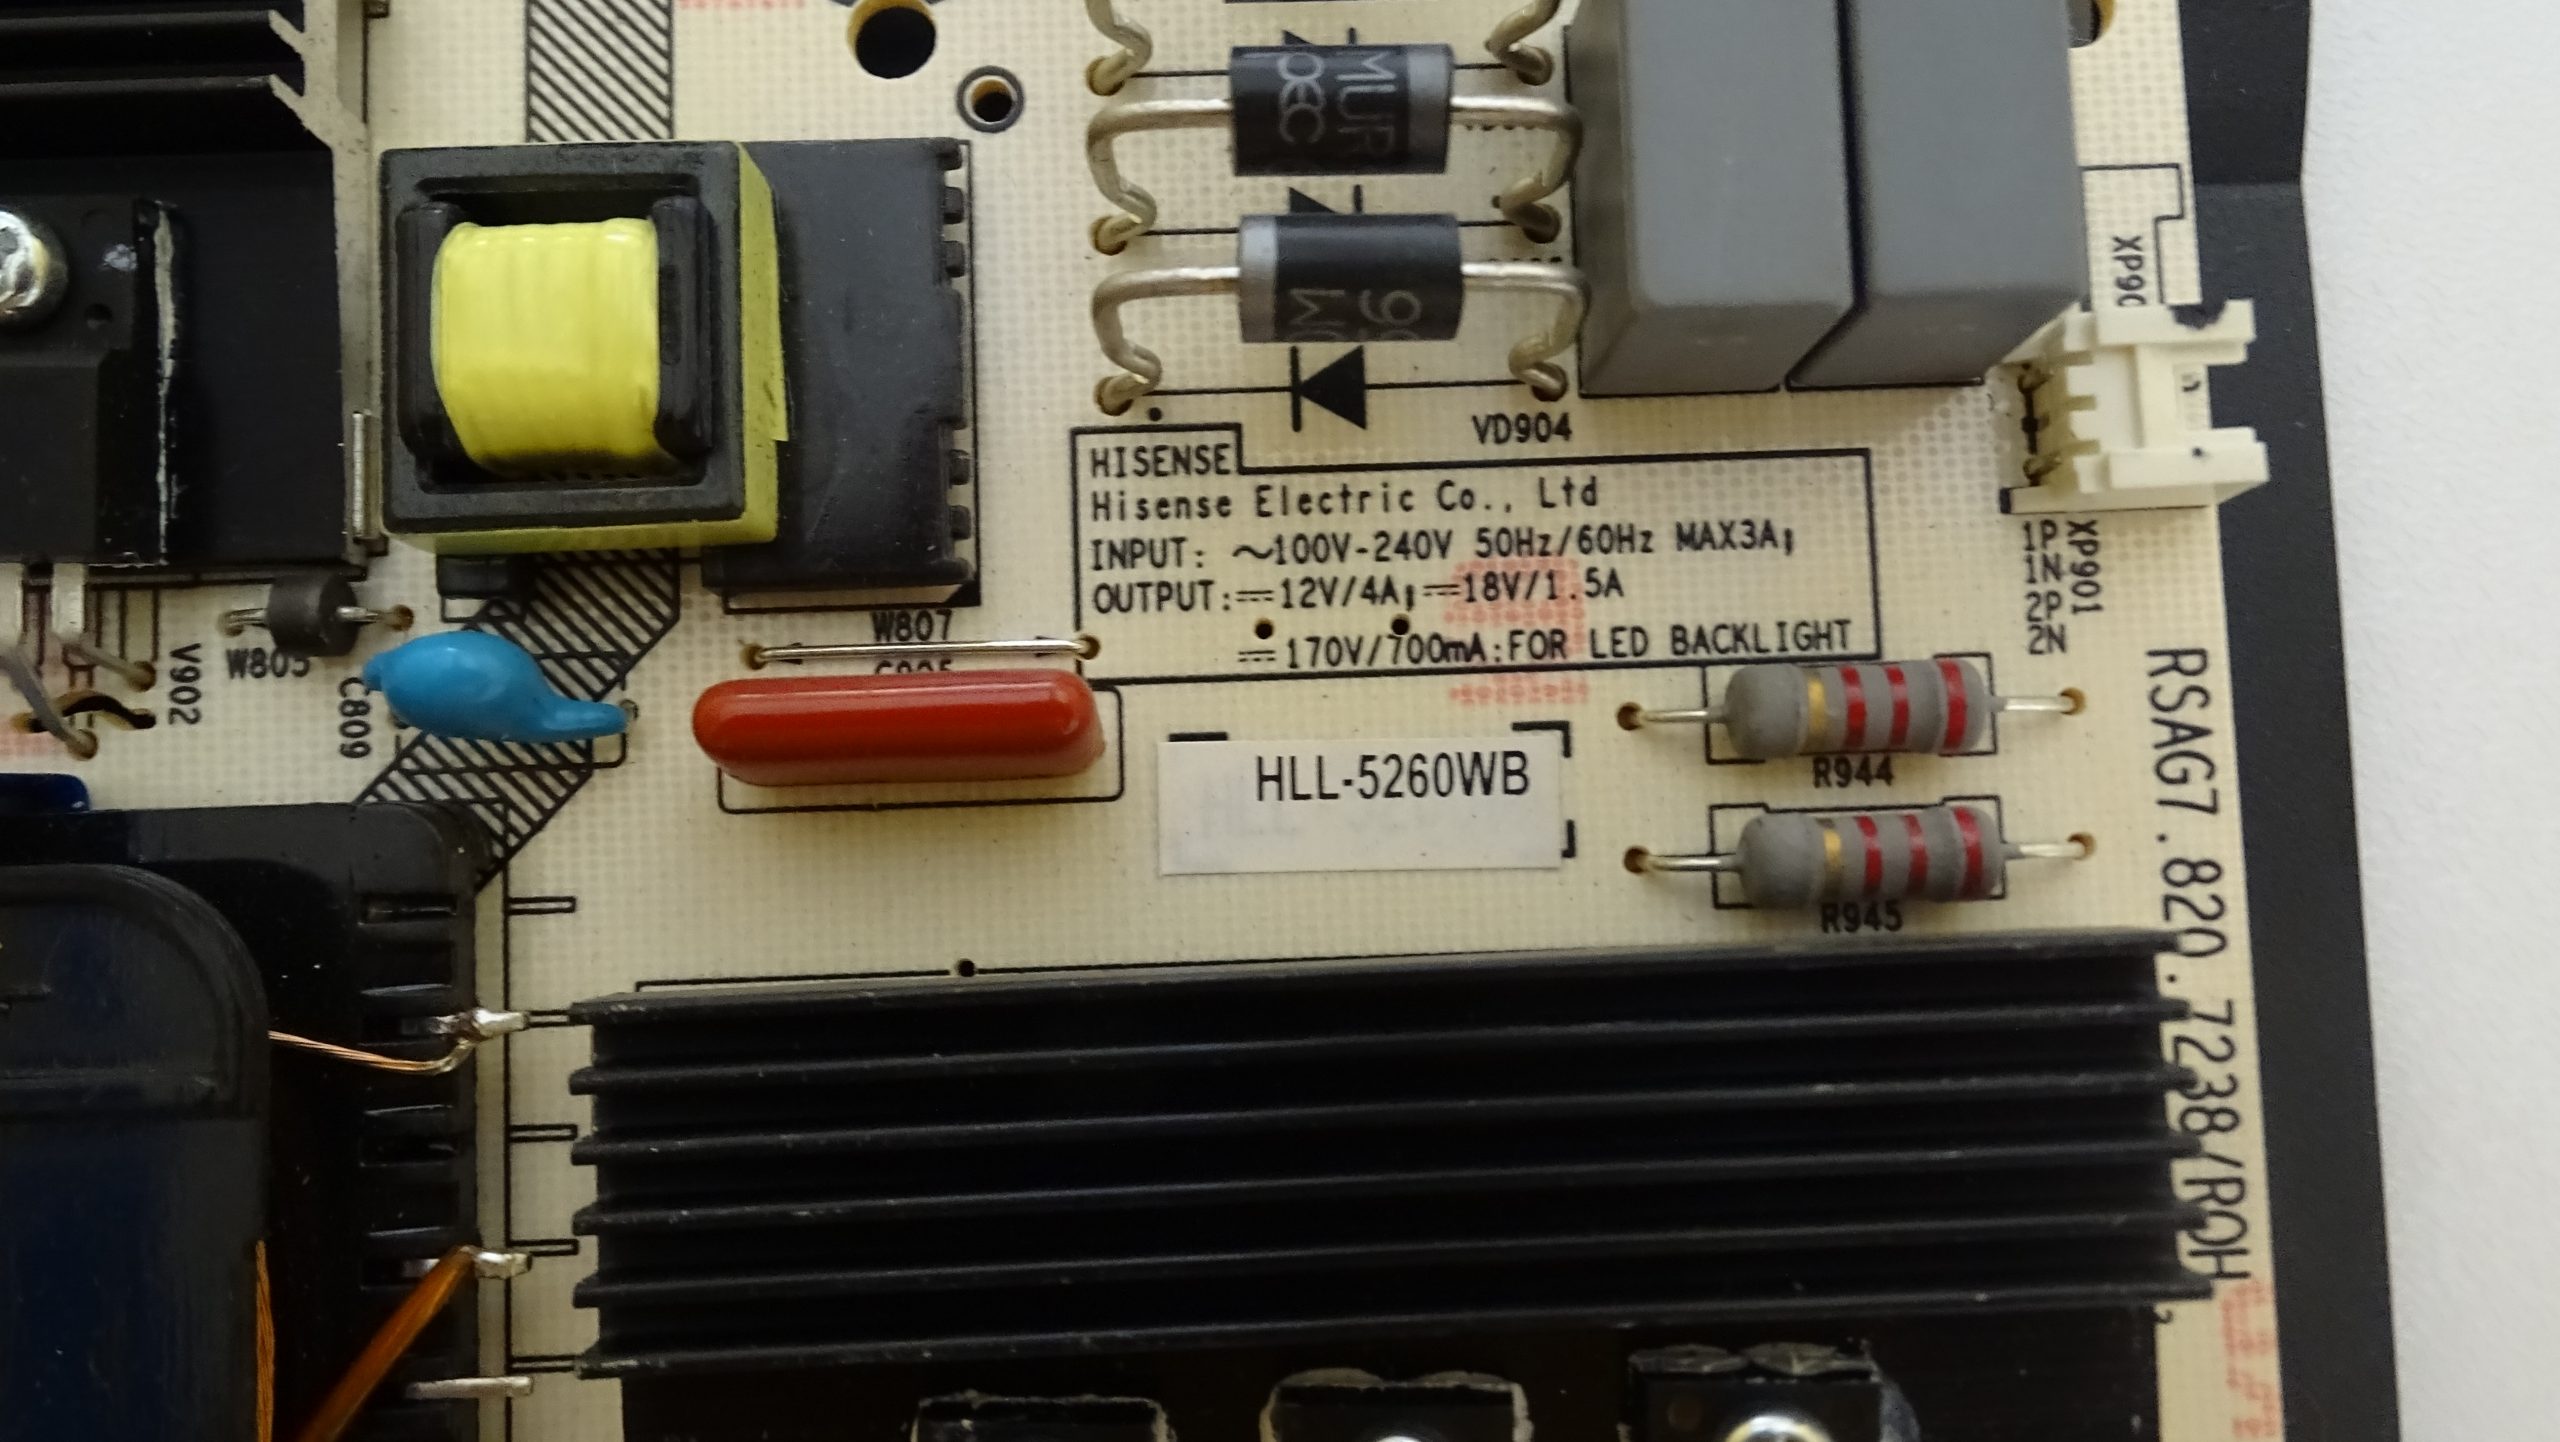 MUR
VD904
XP90
HISENSE
Hisense Electric Co., Ltd
INPUT: ~100V-240V 50Hz/60Hz MAX3A;
OUTPUT:⎓12V/4A;⎓18V/1.5A
⎓170V/700mA:FOR LED BACKLIGHT
XP901
1P
1N
2P
2N
W807
W805
V902
C809
HLL-5260WB
R944
R945
RSAG7.820.7238/ROH